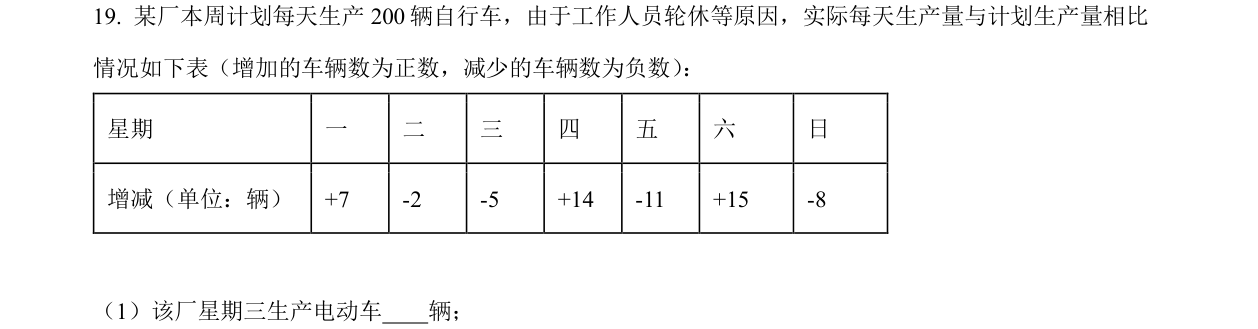 19. 某厂本周计划每天生产 200 辆自行车，由于工作人员轮休等原因，实际每天生产量与计划生产量相比
情况如下表（增加的车辆数为正数，减少的车辆数为负数）：
星期 一 二 三 四 五 六 日
增减（单位：辆） +7 -2 -5 +14 -11 +15 -8
（1）该厂星期三生产电动车____辆；